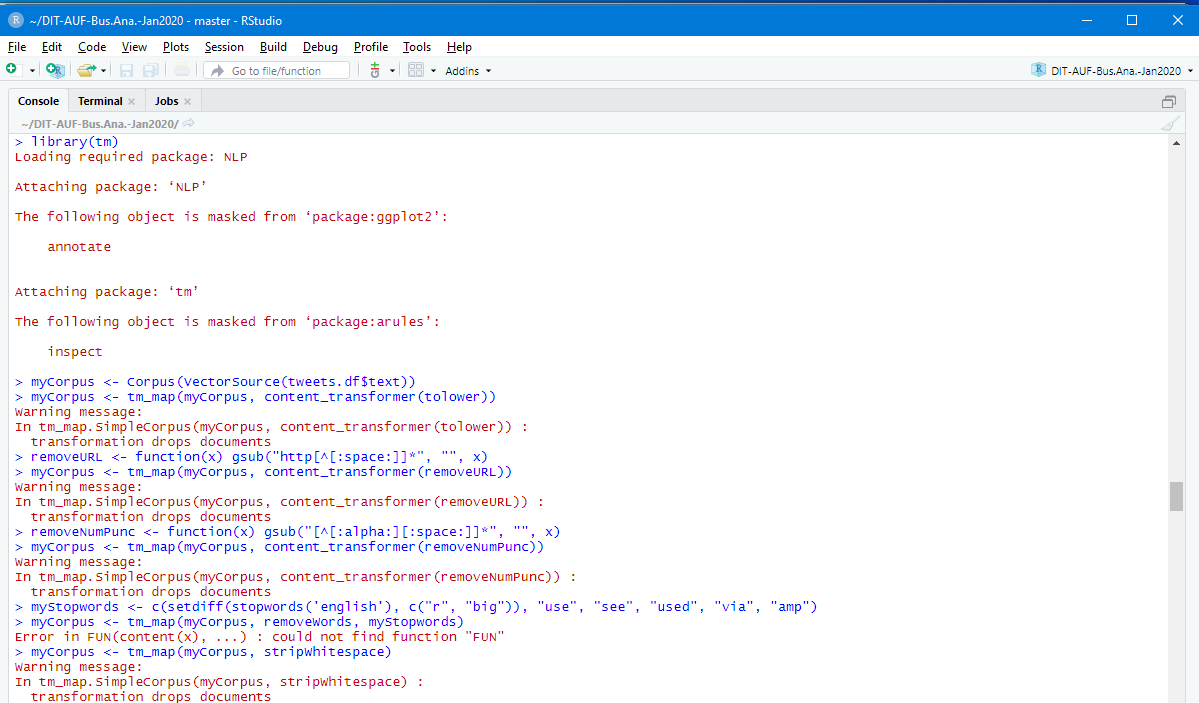 ~/DIT-AUF-Bus.Ana.-Jan2020 - master - RStudio
File Edit Code View Plots Session Build Debug Profile Tools Help
Go to file/function Addins DIT-AUF-Bus.Ana.-Jan2020
Console Terminal Jobs
~/DIT-AUF-Bus.Ana.-Jan2020/
> library(tm)
Loading required package: NLP
Attaching package: ‘NLP’
The following object is masked from ‘package:ggplot2’:
annotate
Attaching package: ‘tm’
The following object is masked from ‘package:arules’:
inspect
> myCorpus <- Corpus(VectorSource(tweets.df$text))
> myCorpus <- tm_map(myCorpus, content_transformer(tolower))
Warning message:
In tm_map.SimpleCorpus(myCorpus, content_transformer(tolower)) :
transformation drops documents
> removeURL <- function(x) gsub("http[^[:space:]]*", "", x)
> myCorpus <- tm_map(myCorpus, content_transformer(removeURL))
Warning message:
In tm_map.SimpleCorpus(myCorpus, content_transformer(removeURL)) :
transformation drops documents
> removeNumPunc <- function(x) gsub("[^[:alpha:][:space:]]*", "", x)
> myCorpus <- tm_map(myCorpus, content_transformer(removeNumPunc))
Warning message:
In tm_map.SimpleCorpus(myCorpus, content_transformer(removeNumPunc)) :
transformation drops documents
> myStopwords <- c(setdiff(stopwords('english'), c("r", "big")), "use", "see", "used", "via", "amp")
> myCorpus <- tm_map(myCorpus, removeWords, myStopwords)
Error in FUN(content(x), ...) : could not find function "FUN"
> myCorpus <- tm_map(myCorpus, stripWhitespace)
Warning message:
In tm_map.SimpleCorpus(myCorpus, stripWhitespace) :
transformation drops documents